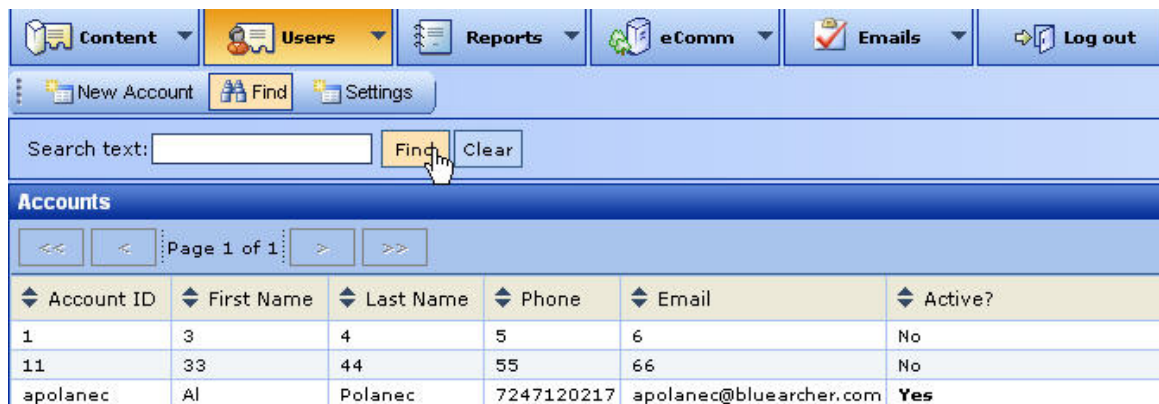 Content Users Reports eComm Emails Log out
New Account Find Settings
Search text: Find Clear
Accounts
<< < Page 1 of 1 > >>
Account ID First Name Last Name Phone Email Active?
1 3 4 5 6 No
11 33 44 55 66 No
apolanec Al Polanec 7247120217 apolanec@bluearcher.com Yes